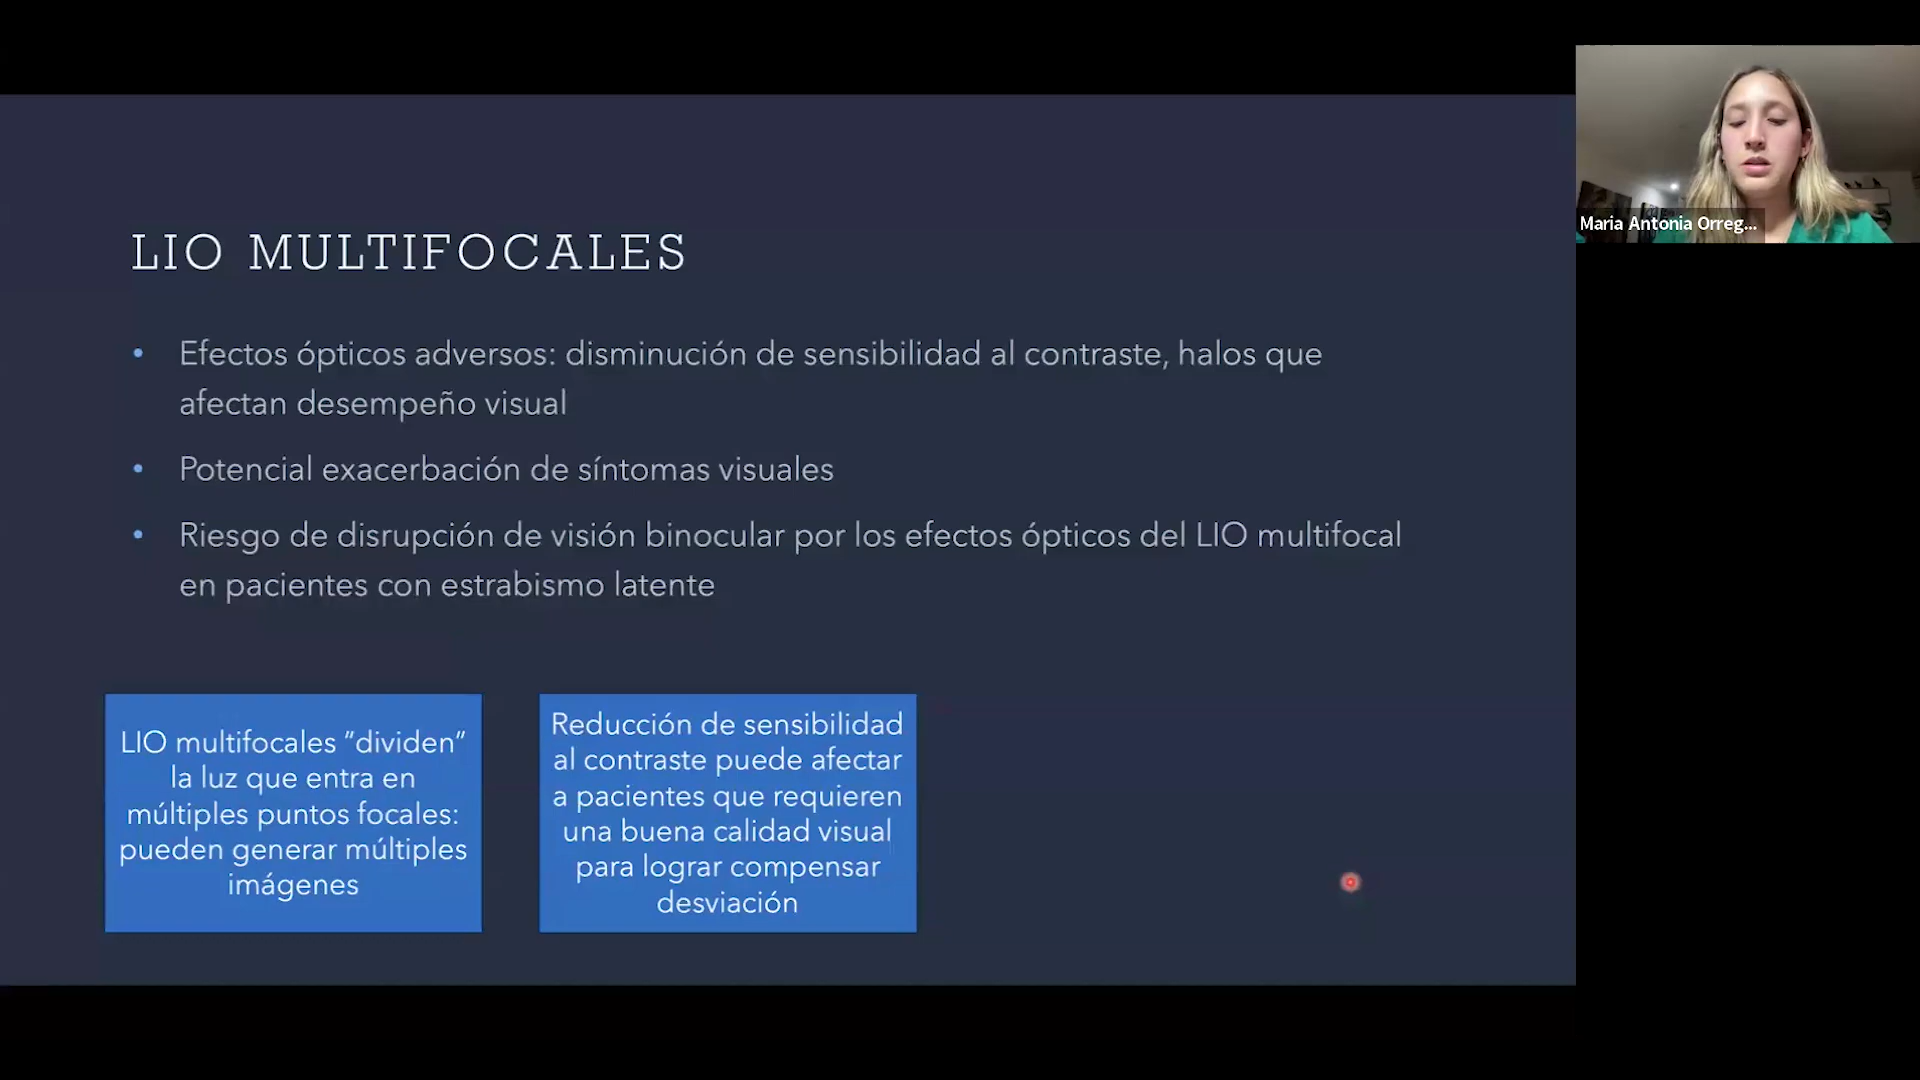 LIO MULTIFOCALES
• Efectos ópticos adversos: disminución de sensibilidad al contraste, halos que
afectan desempeño visual
• Potencial exacerbación de síntomas visuales
• Riesgo de disrupción de visión binocular por los efectos ópticos del LIO multifocal
en pacientes con estrabismo latente
LIO multifocales “dividen”
la luz que entra en
múltiples puntos focales:
pueden generar múltiples
imágenes
Reducción de sensibilidad
al contraste puede afectar
a pacientes que requieren
una buena calidad visual
para lograr compensar
desviación
Maria Antonia Orreg...